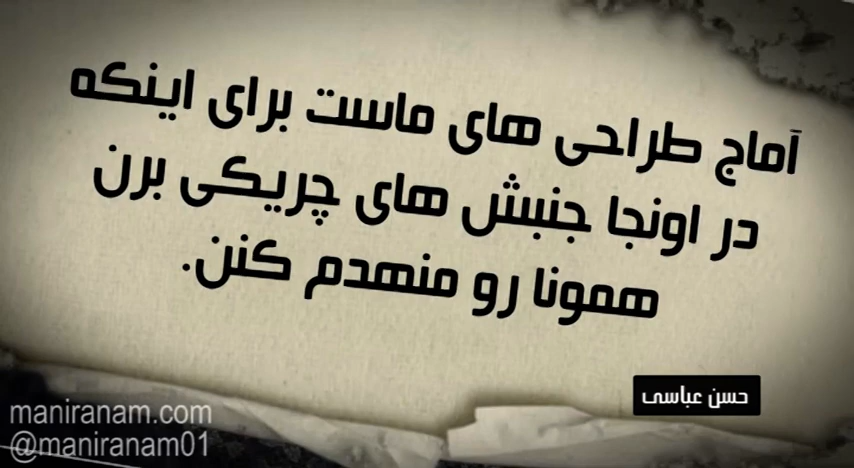 آماج طراحی های ماست برای اینکه
در اونجا جنبش های چریکی برن
همونا رو منهدم کنن.
حسن عباسی
maniranam.com
@maniranam01